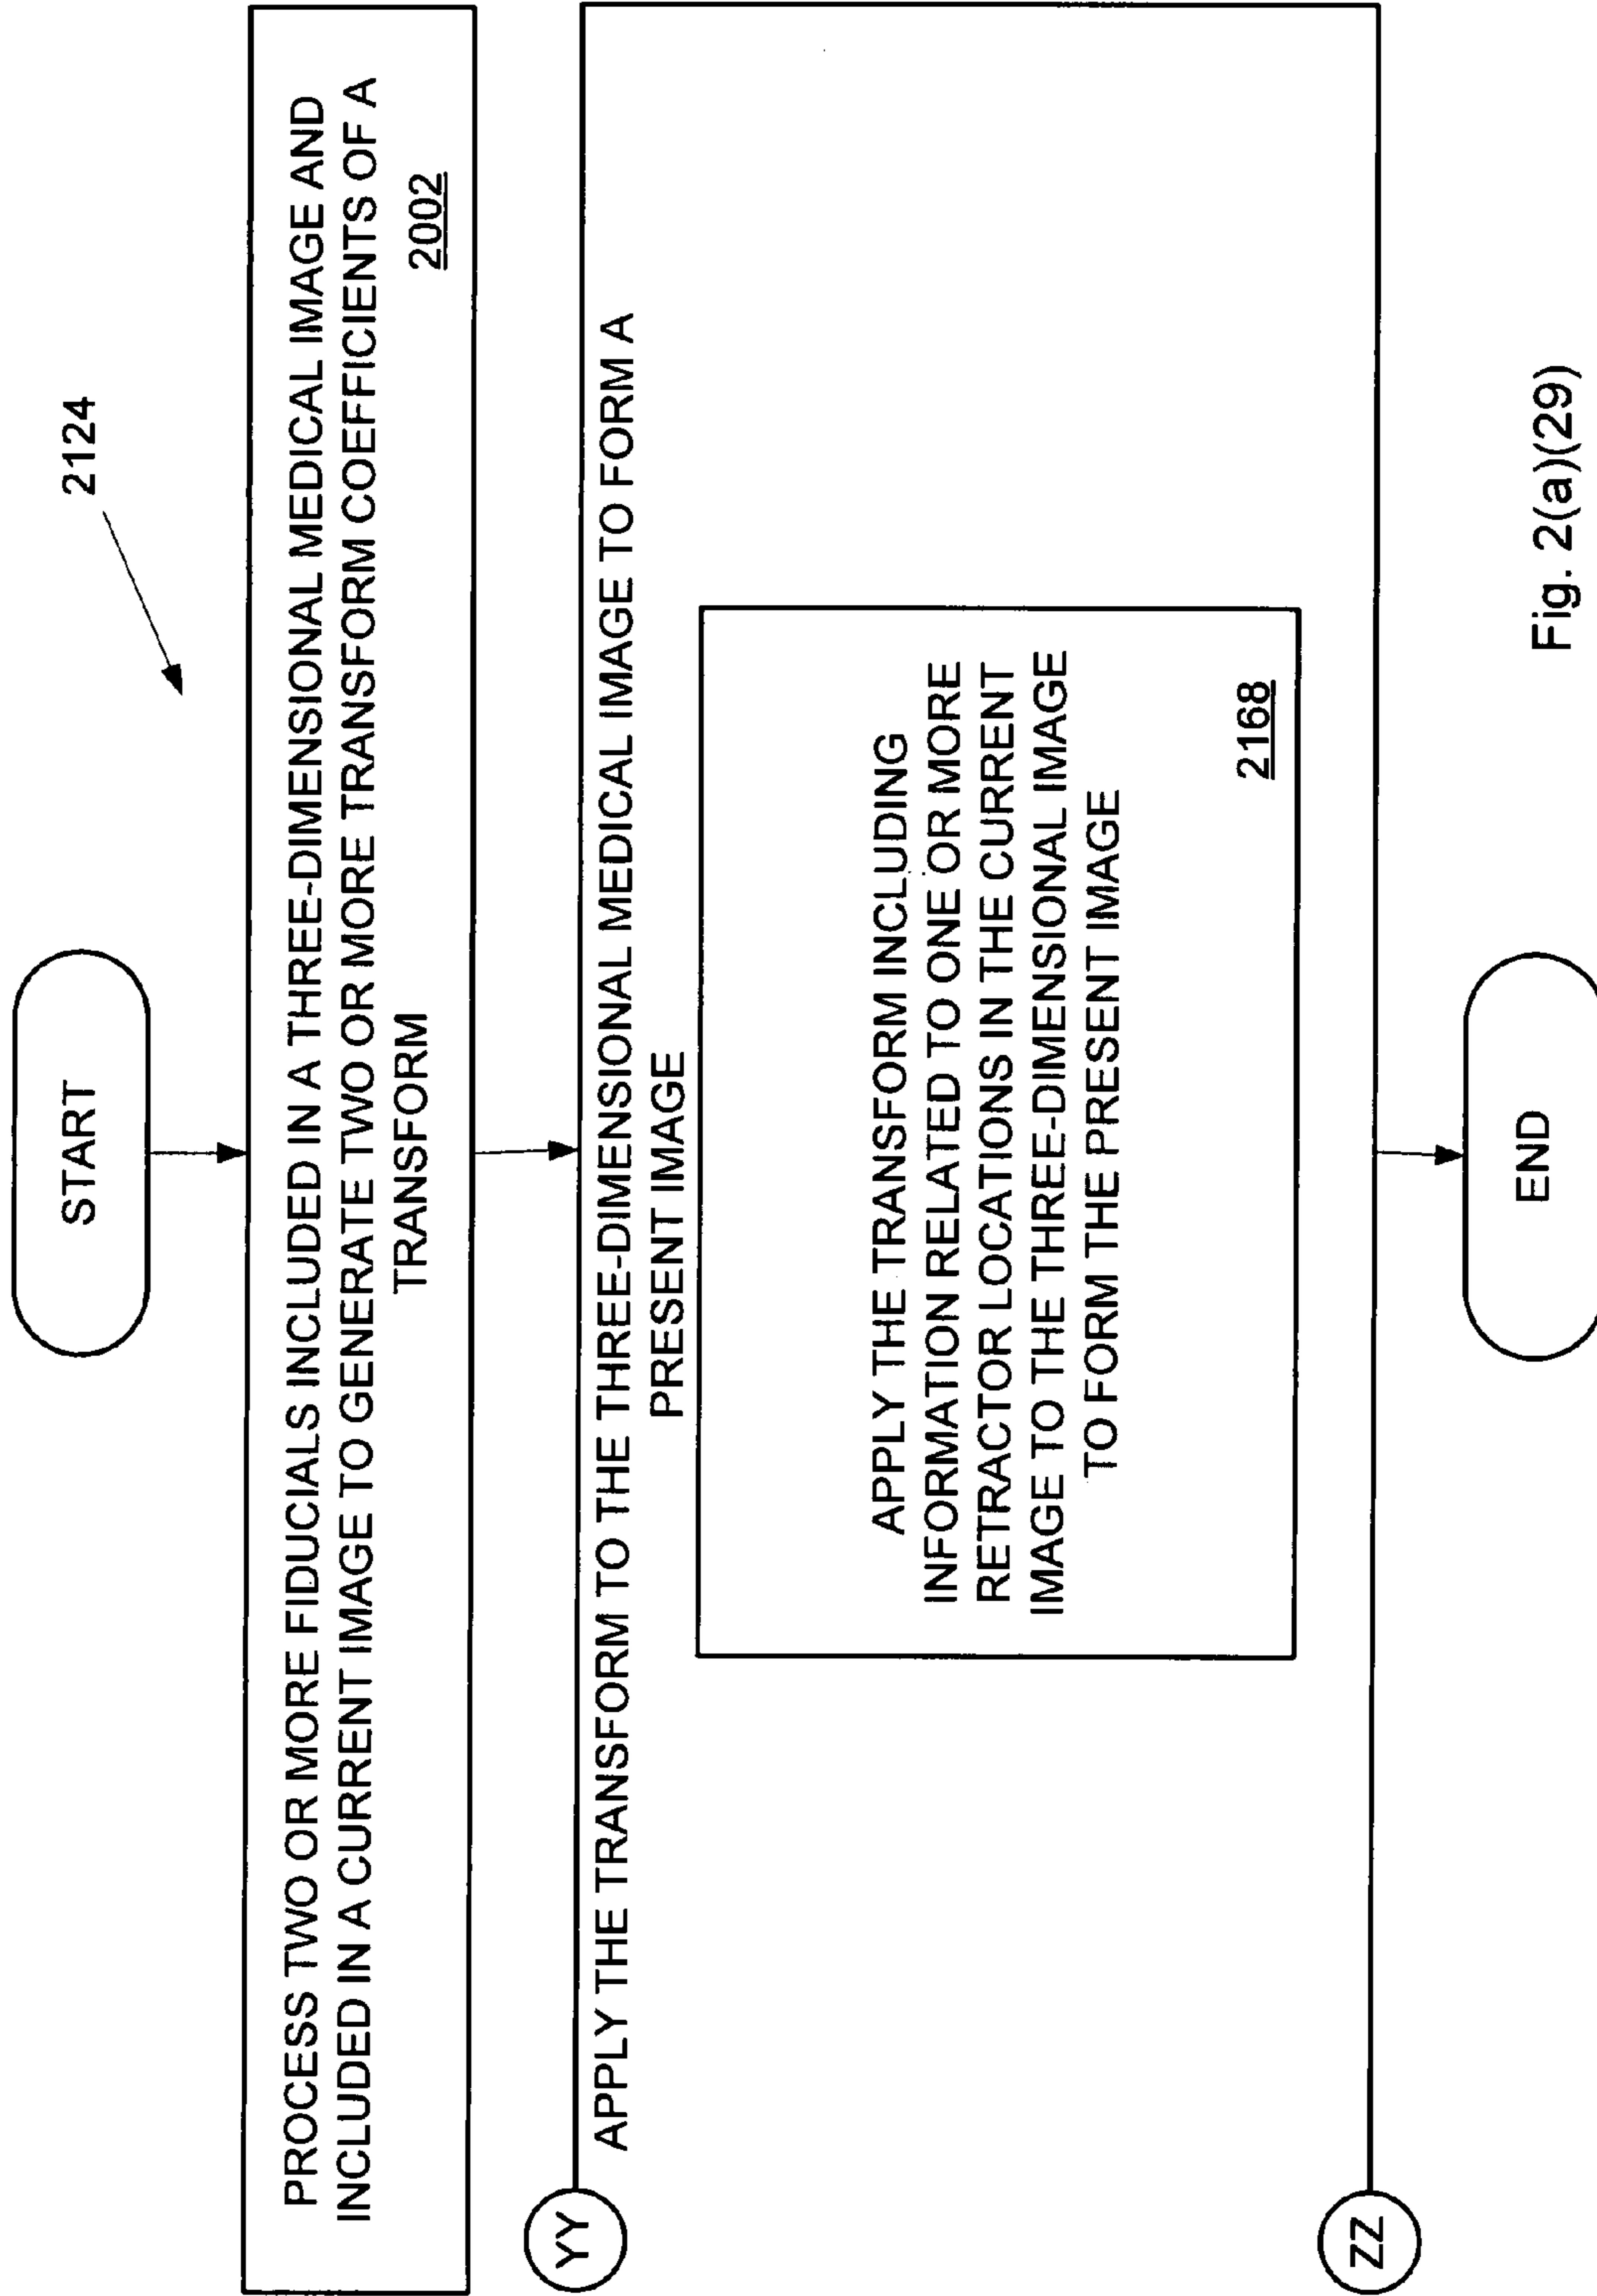 2124
START
PROCESS TWO OR MORE FIDUCIALS INCLUDED IN A THREE-DIMENSIONAL MEDICAL IMAGE AND
INCLUDED IN A CURRENT IMAGE TO GENERATE TWO OR MORE TRANSFORM COEFFICIENTS OF A
TRANSFORM
2002
YY
APPLY THE TRANSFORM TO THE THREE-DIMENSIONAL MEDICAL IMAGE TO FORM A
PRESENT IMAGE
APPLY THE TRANSFORM INCLUDING
INFORMATION RELATED TO ONE OR MORE
RETRACTOR LOCATIONS IN THE CURRENT
IMAGE TO THE THREE-DIMENSIONAL IMAGE
TO FORM THE PRESENT IMAGE
2168
ZZ
END
Fig. 2(a)(29)